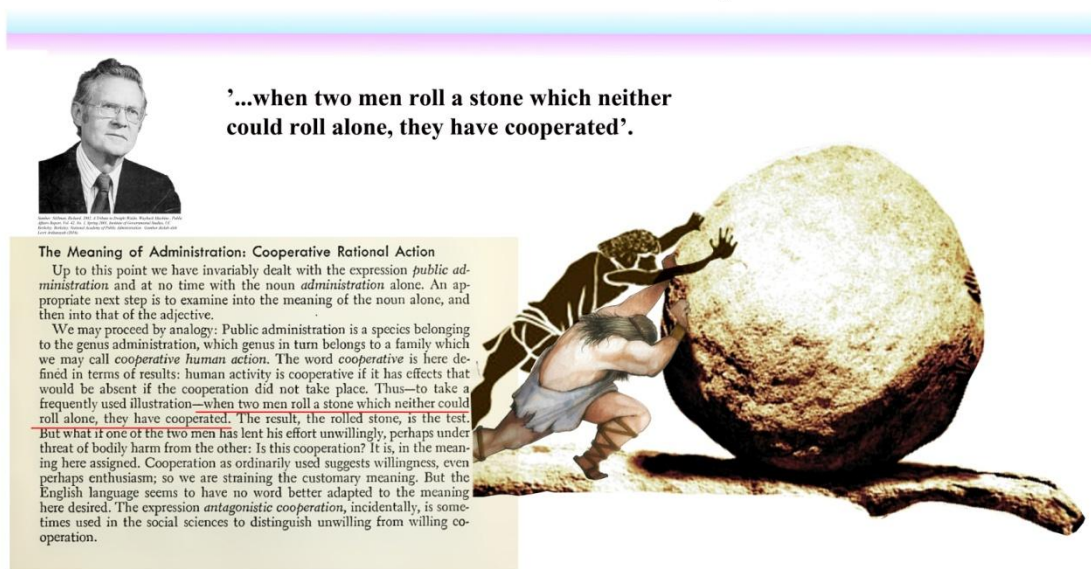 ’...when two men roll a stone which neither
could roll alone, they have cooperated’.
The Meaning of Administration: Cooperative Rational Action
Up to this point we have invariably dealt with the expression public ad-
ministration and at no time with the noun administration alone. An ap-
propriate next step is to examine into the meaning of the noun alone, and
then into that of the adjective.
We may proceed by analogy: Public administration is a species belonging
to the genus administration, which genus in turn belongs to a family which
we may call cooperative human action. The word cooperative is here de-
fined in terms of results: human activity is cooperative if it has effects that
would be absent if the cooperation did not take place. Thus—to take a
frequently used illustration—when two men roll a stone which neither could
roll alone, they have cooperated. The result, the rolled stone, is the test.
But what if one of the two men has lent his effort unwillingly, perhaps under
threat of bodily harm from the other: Is this cooperation? It is, in the mean-
ing here assigned. Cooperation as ordinarily used suggests willingness, even
perhaps enthusiasm; so we are straining the customary meaning. But the
English language seems to have no word better adapted to the meaning
here desired. The expression antagonistic cooperation, incidentally, is some-
times used in the social sciences to distinguish unwilling from willing co-
operation.